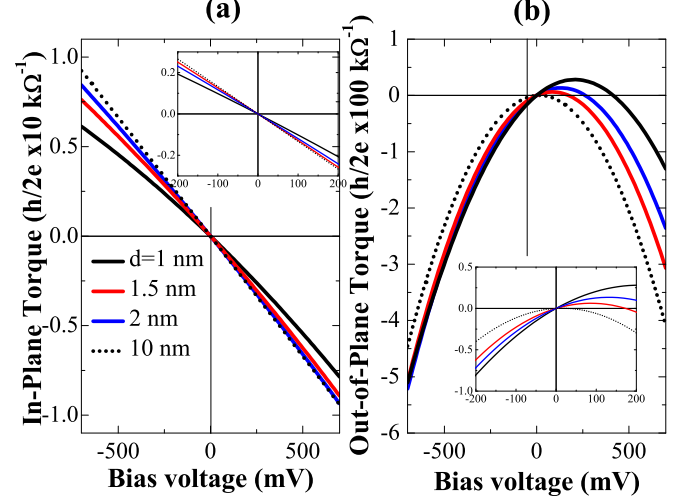 (a)
In-Plane Torque (h/2e x10 kΩ⁻¹)
1.0
0.5
0.0
-0.5
-1.0
0.2
0.0
-0.2
-200 -100 0 100 200
d=1 nm
1.5 nm
2 nm
10 nm
-500 0 500
Bias voltage (mV)
(b)
Out-of-Plane Torque (h/2e x100 kΩ⁻¹)
1
0
-1
-2
-3
-4
-5
-6
0.5
0.0
-0.5
-1.0
-200 -100 0 100 200
-500 0 500
Bias voltage (mV)